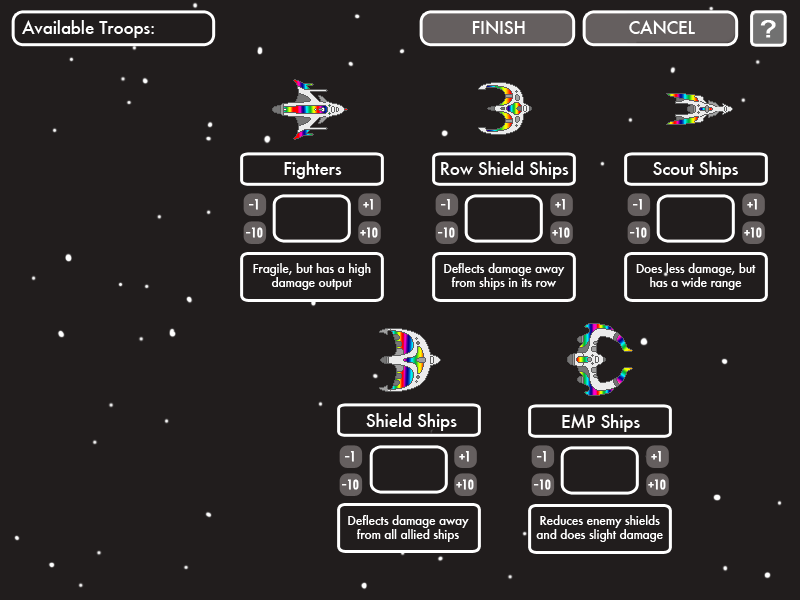 Available Troops:
FINISH
CANCEL
?
Fighters
Row Shield Ships
Scout Ships
-1
+1
-10
+10
-1
+1
-10
+10
-1
+1
-10
+10
Fragile, but has a high
damage output
Deflects damage away
from ships in its row
Does less damage, but
has a wide range
Shield Ships
EMP Ships
-1
+1
-10
+10
-1
+1
-10
+10
Deflects damage away
from all allied ships
Reduces enemy shields
and does slight damage